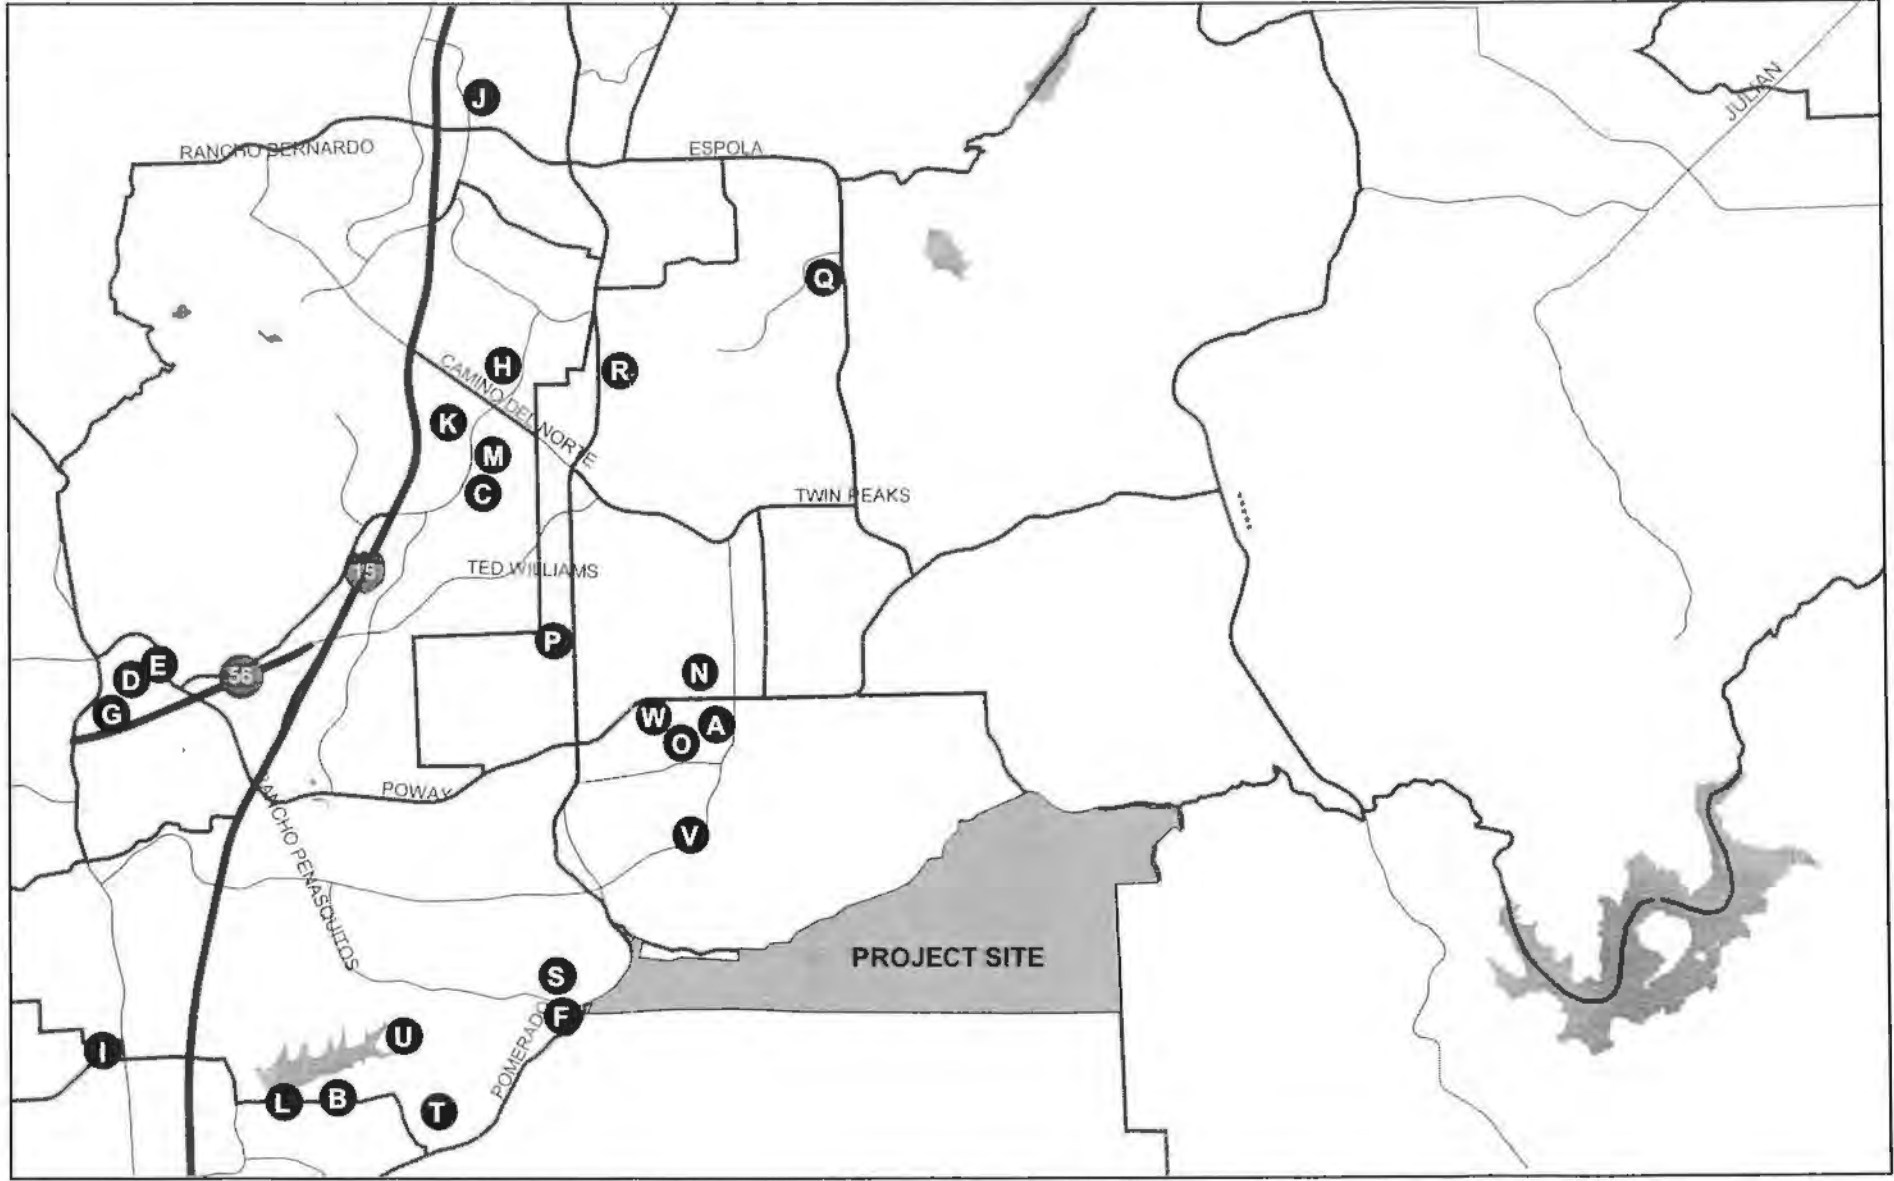 J
JULIAN
RANCHO BERNARDO
ESPOLA
Q
H
R
CAMINO DEL NORTE
K
M
C
TWIN PEAKS
15
TED WILLIAMS
P
E
D
56
N
G
W
A
O
POWAY
RANCHO PENASQUITOS
V
PROJECT SITE
S
F
POMERADO
U
I
L
B
T